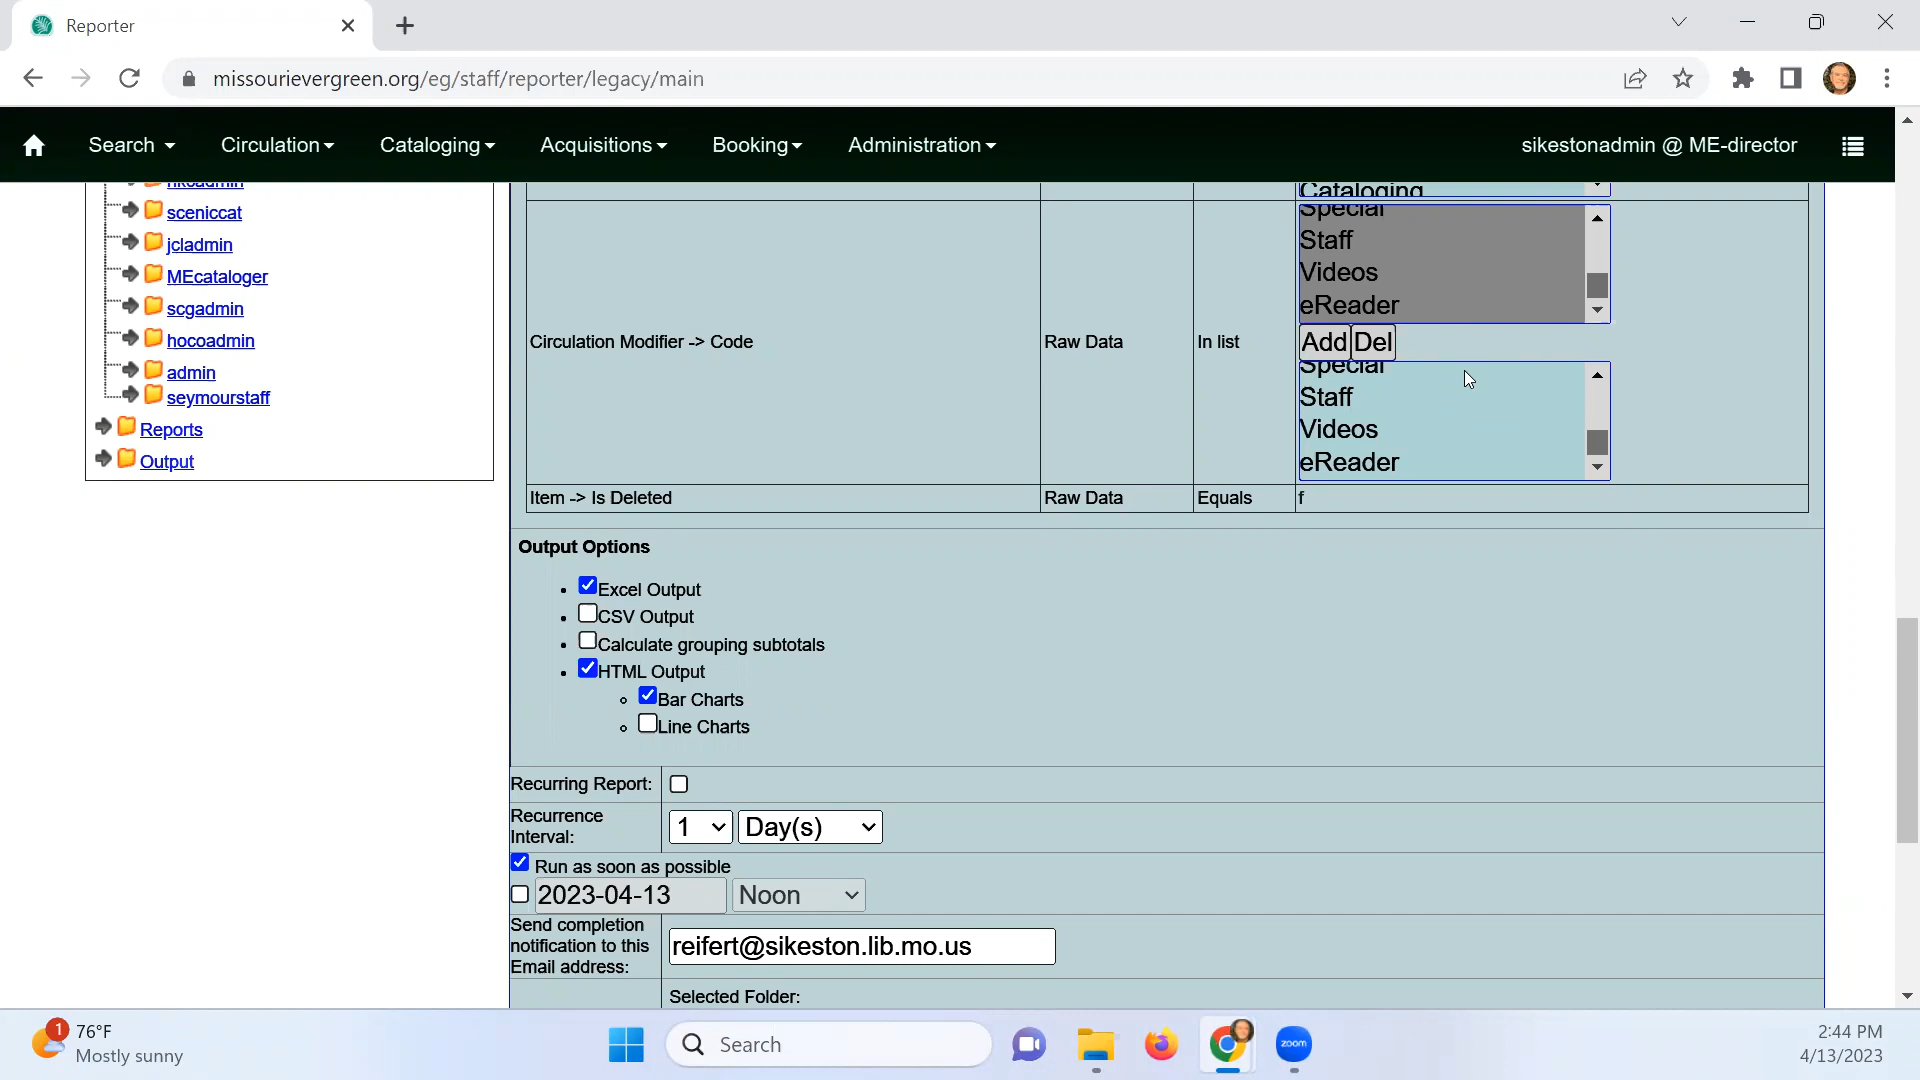 Reporter
missourievergreen.org/eg/staff/reporter/legacy/main
Search
Circulation
Cataloging
Acquisitions
Booking
Administration
sikestonadmin @ ME-director
sceniccat
jcladmin
MEcataloger
scgadmin
hocoadmin
admin
seymourstaff
Reports
Output
Cataloging
Special
Staff
Videos
eReader
Circulation Modifier -> Code
Raw Data
In list
Add
Del
Special
Staff
Videos
eReader
Item -> Is Deleted
Raw Data
Equals
f
Output Options
Excel Output
CSV Output
Calculate grouping subtotals
HTML Output
Bar Charts
Line Charts
Recurring Report:
Recurrence
Interval:
1
Day(s)
Run as soon as possible
2023-04-13
Noon
Send completion
notification to this
Email address:
reifert@sikeston.lib.mo.us
Selected Folder:
1
76°F
Mostly sunny
Search
zoom
2:44 PM
4/13/2023